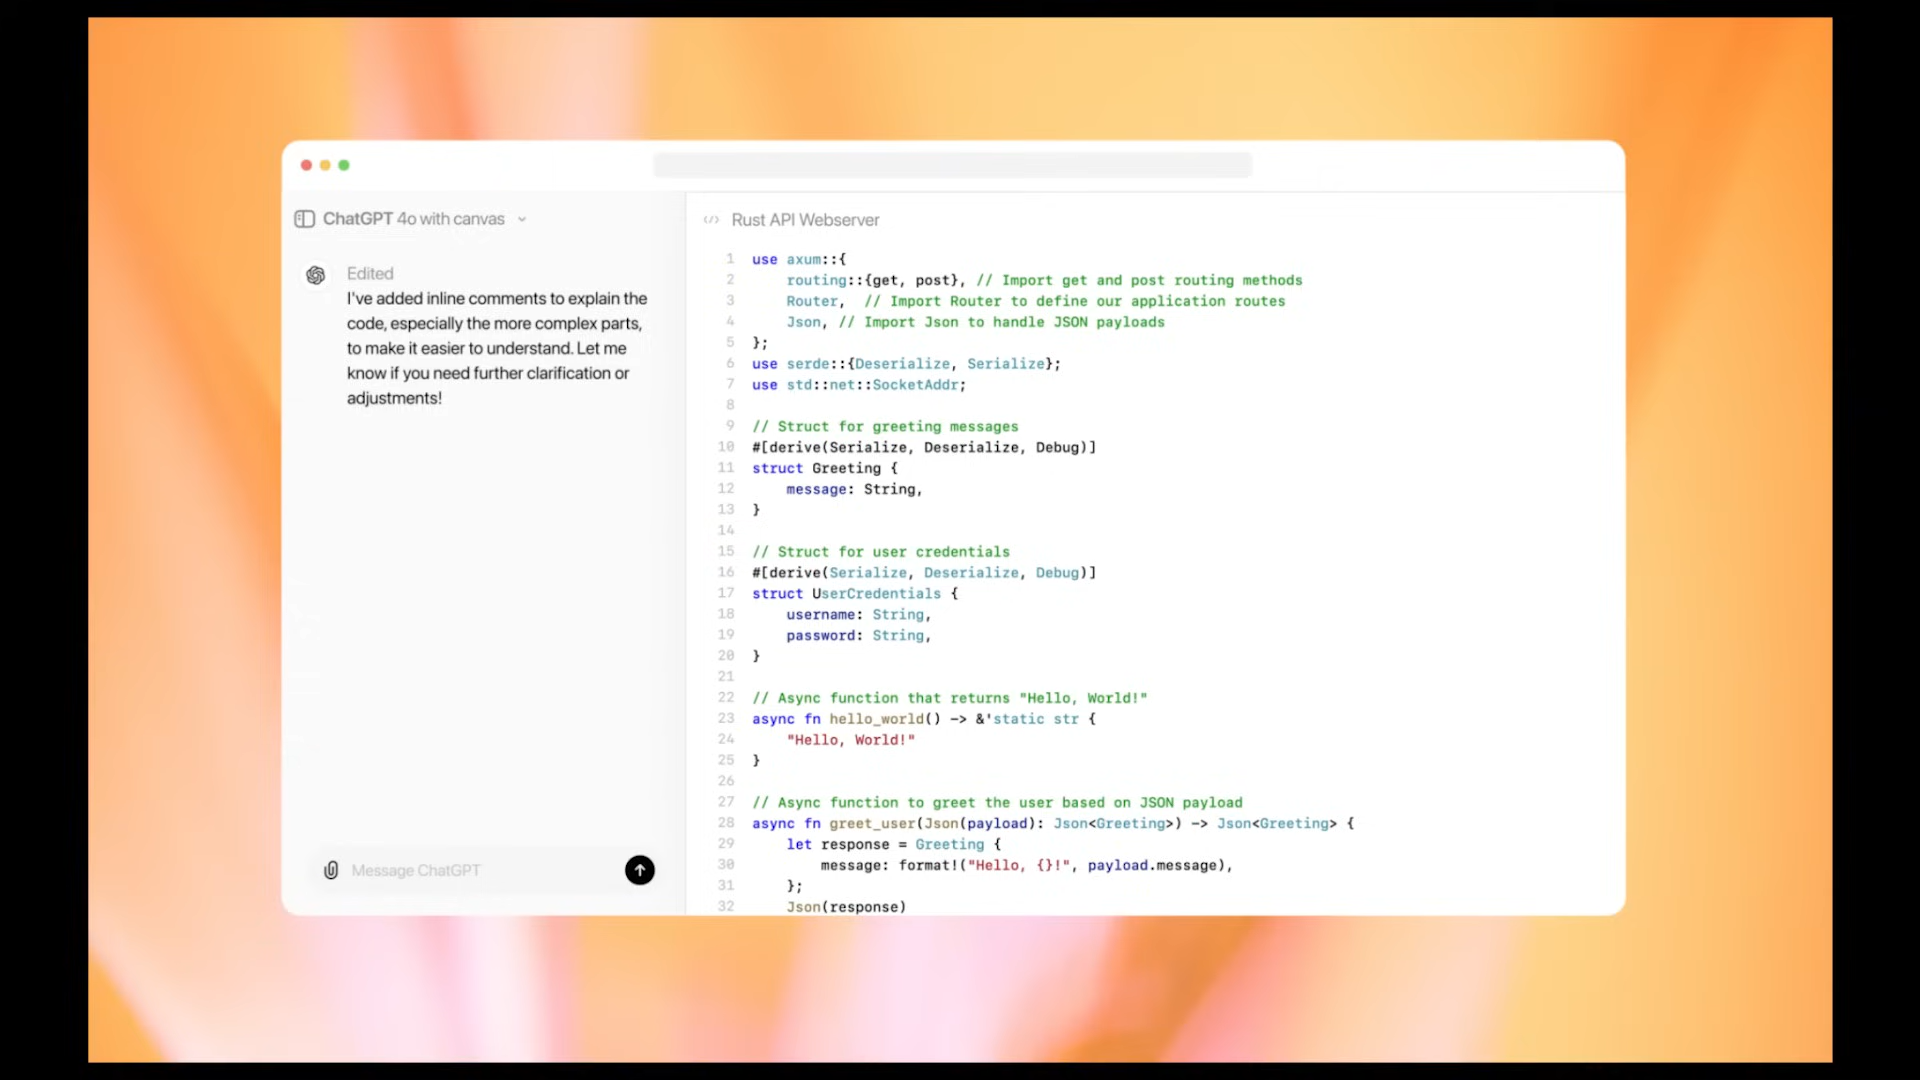 ChatGPT 4o with canvas
Edited
I've added inline comments to explain the
code, especially the more complex parts,
to make it easier to understand. Let me
know if you need further clarification or
adjustments!
Message ChatGPT
Rust API Webserver
1 use axum::{
2     routing::{get, post}, // Import get and post routing methods
3     Router,  // Import Router to define our application routes
4     Json, // Import Json to handle JSON payloads
5 };
6 use serde::{Deserialize, Serialize};
7 use std::net::SocketAddr;
8
9 // Struct for greeting messages
10 #[derive(Serialize, Deserialize, Debug)]
11 struct Greeting {
12     message: String,
13 }
14
15 // Struct for user credentials
16 #[derive(Serialize, Deserialize, Debug)]
17 struct UserCredentials {
18     username: String,
19     password: String,
20 }
21
22 // Async function that returns "Hello, World!"
23 async fn hello_world() -> &'static str {
24     "Hello, World!"
25 }
26
27 // Async function to greet the user based on JSON payload
28 async fn greet_user(Json(payload): Json<Greeting>) -> Json<Greeting> {
29     let response = Greeting {
30         message: format!("Hello, {}!", payload.message),
31     };
32     Json(response)